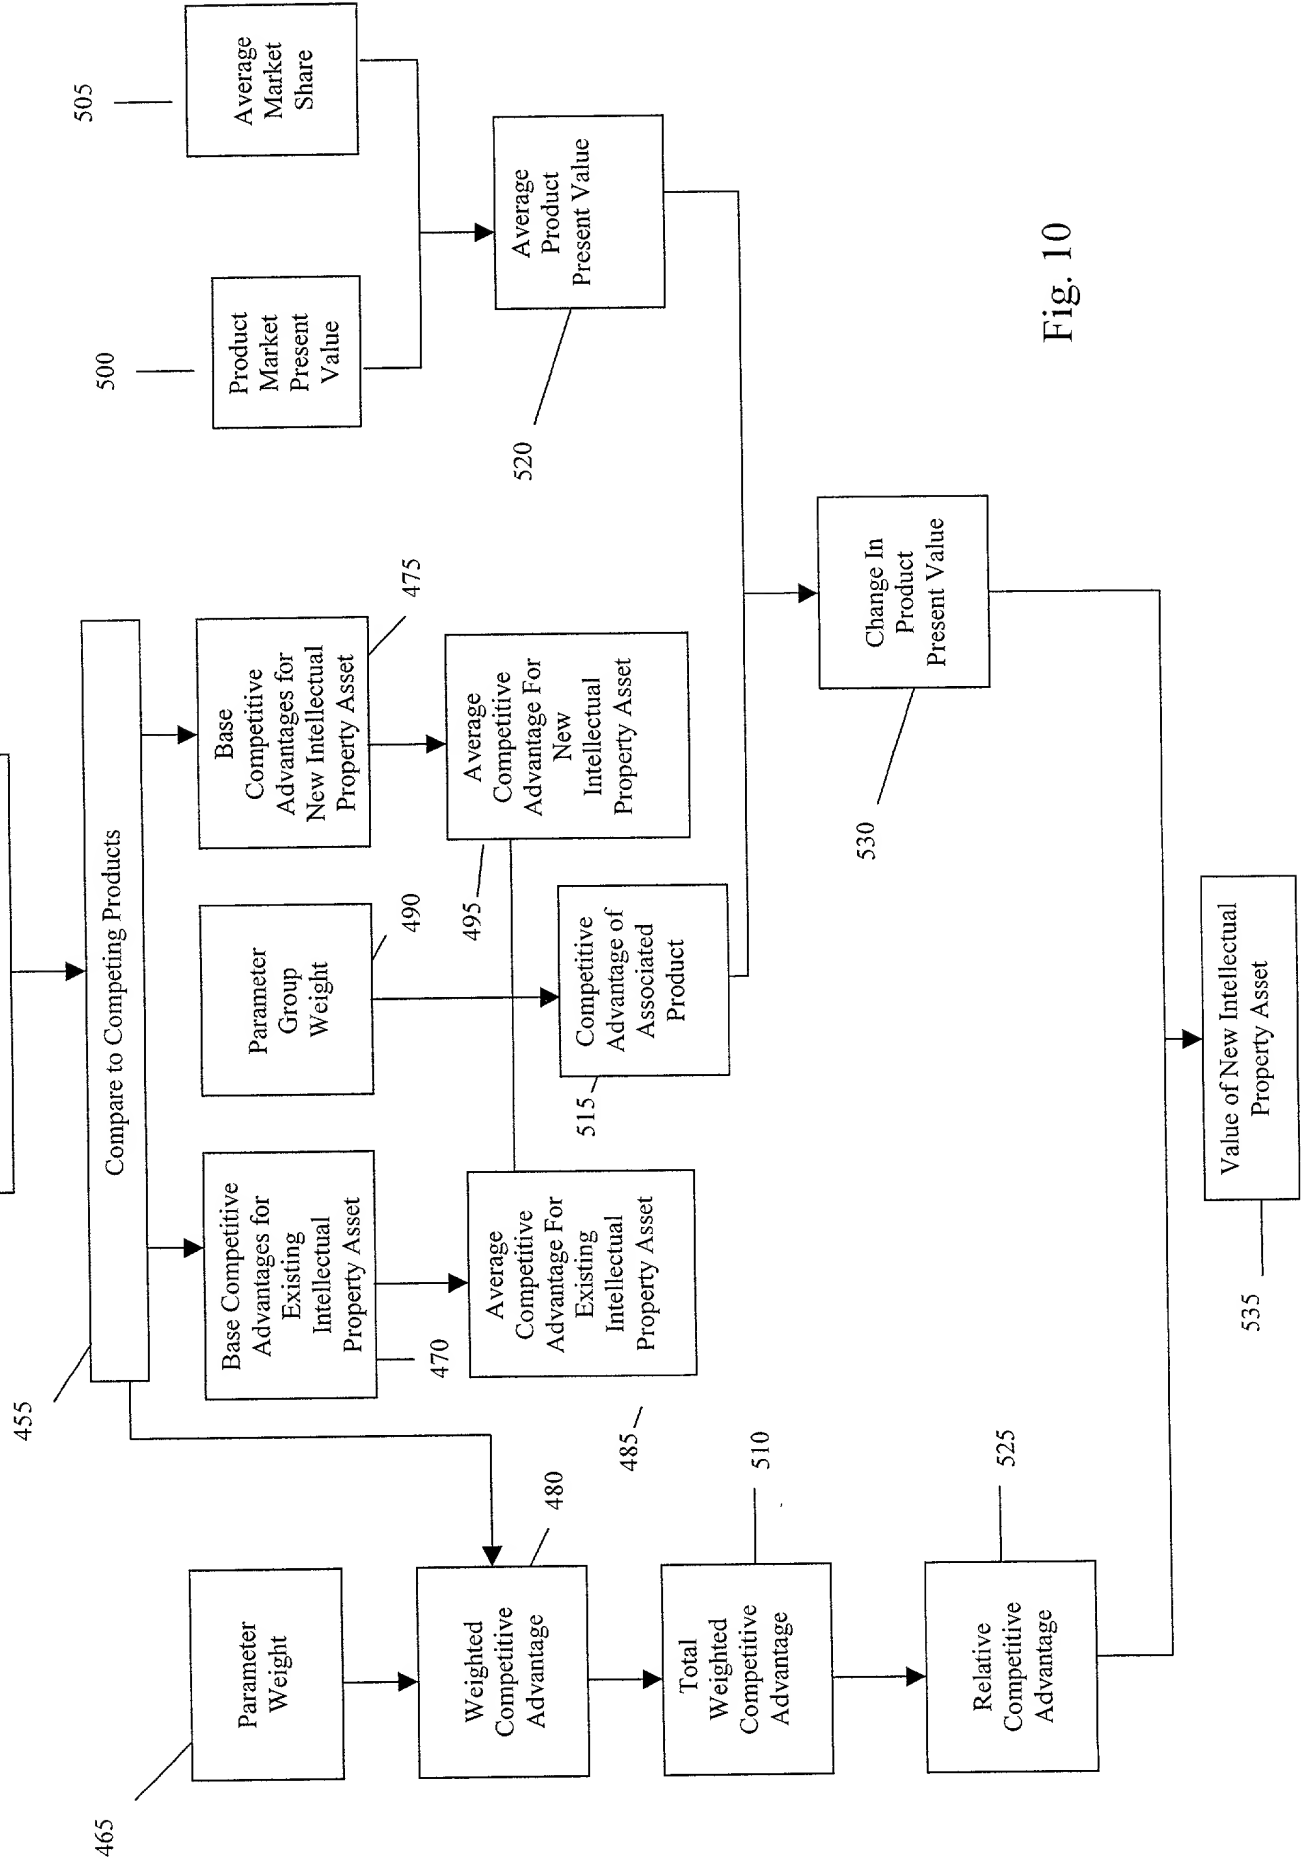 455
Compare to Competing Products
465
Parameter
Weight
Base Competitive
Advantages for
Existing
Intellectual
Property Asset
470
Parameter
Group
Weight
490
Base
Competitive
Advantages for
New Intellectual
Property Asset
475
500
Product
Market
Present
Value
505
Average
Market
Share
Weighted
Competitive
Advantage
480
Average
Competitive
Advantage For
Existing
Intellectual
Property Asset
485
495
Average
Competitive
Advantage For
New
Intellectual
Property Asset
515
Competitive
Advantage of
Associated
Product
520
Average
Product
Present Value
Total
Weighted
Competitive
Advantage
510
530
Change In
Product
Present Value
Relative
Competitive
Advantage
525
535
Value of New Intellectual
Property Asset
Fig. 10